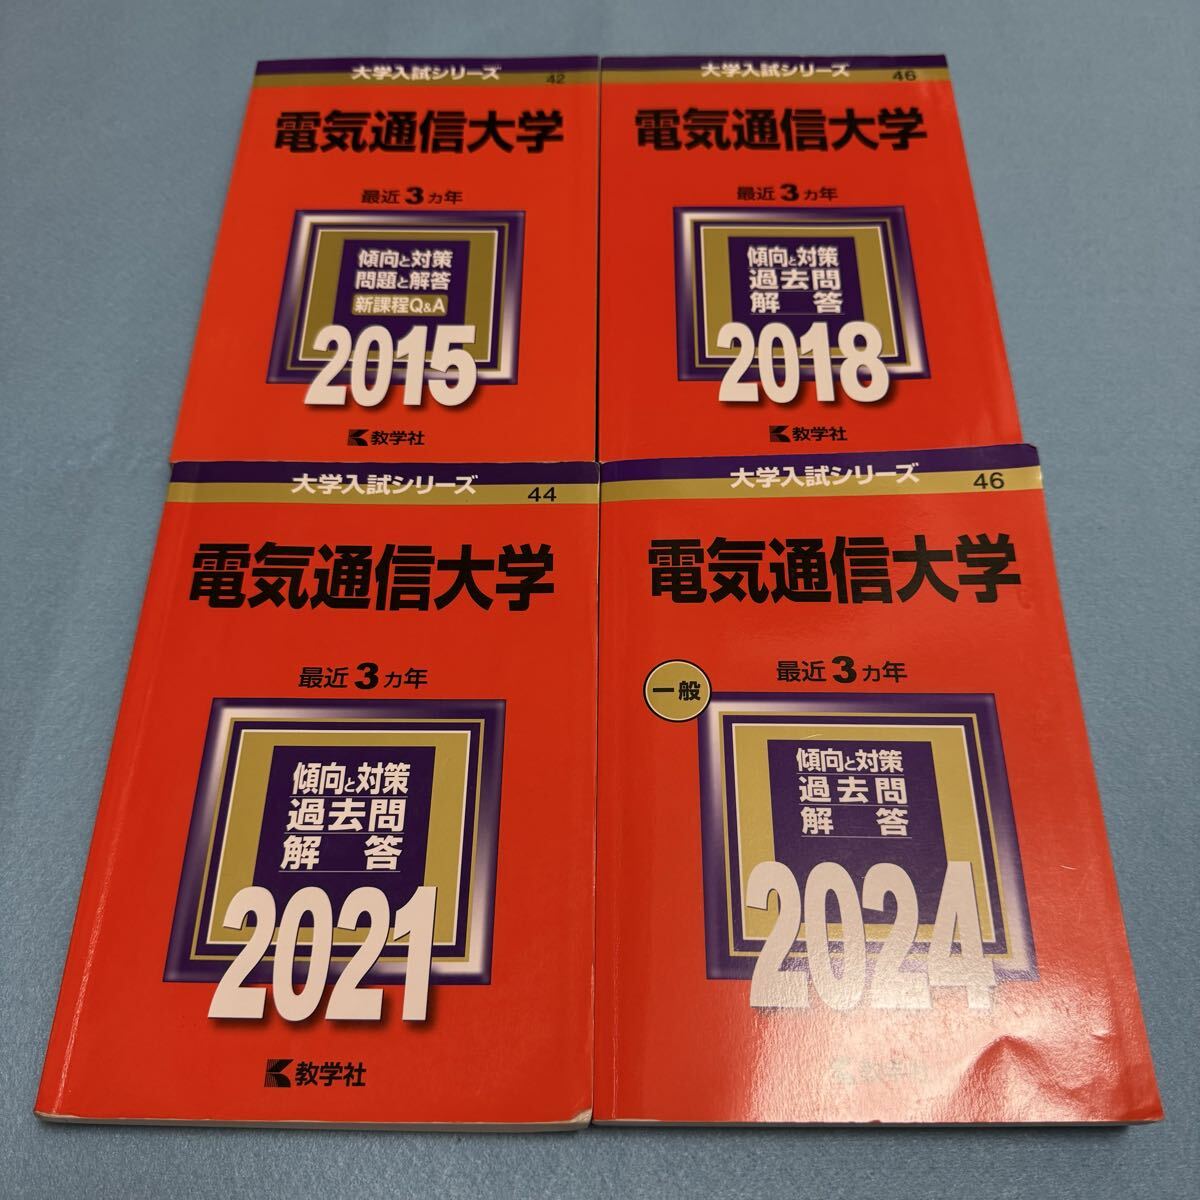 大学入試シリーズ
42
電気通信大学
最近3ヵ年
傾向と対策
問題と解答
新課程Q&A
2015
教学社
大学入試シリーズ
46
電気通信大学
最近3ヵ年
傾向と対策
過去問
解答
2018
教学社
大学入試シリーズ
44
電気通信大学
最近3ヵ年
傾向と対策
過去問
解答
2021
教学社
大学入試シリーズ
46
電気通信大学
最近3ヵ年
一般
傾向と対策
過去問
解答
2024
教学社